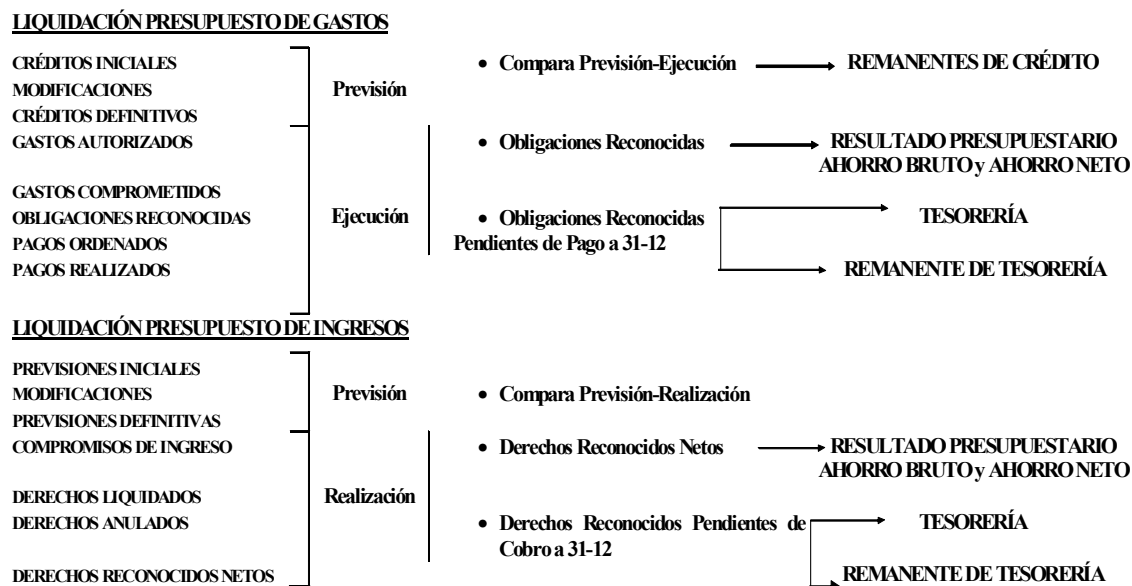 LIQUIDACIÓN PRESUPUESTO DE GASTOS
CRÉDITOS INICIALES
MODIFICACIONES
CRÉDITOS DEFINITIVOS
Previsión
• Compara Previsión-Ejecución
REMANENTES DE CRÉDITO
GASTOS AUTORIZADOS
GASTOS COMPROMETIDOS
OBLIGACIONES RECONOCIDAS
PAGOS ORDENADOS
PAGOS REALIZADOS
Ejecución
• Obligaciones Reconocidas
RESULTADO PRESUPUESTARIO
AHORRO BRUTO y AHORRO NETO
• Obligaciones Reconocidas
Pendientes de Pago a 31-12
TESORERÍA
REMANENTE DE TESORERÍA
LIQUIDACIÓN PRESUPUESTO DE INGRESOS
PREVISIONES INICIALES
MODIFICACIONES
PREVISIONES DEFINITIVAS
Previsión
• Compara Previsión-Realización
COMPROMISOS DE INGRESO
DERECHOS LIQUIDADOS
DERECHOS ANULADOS
DERECHOS RECONOCIDOS NETOS
Realización
• Derechos Reconocidos Netos
RESULTADO PRESUPUESTARIO
AHORRO BRUTO y AHORRO NETO
• Derechos Reconocidos Pendientes de
Cobro a 31-12
TESORERÍA
REMANENTE DE TESORERÍA